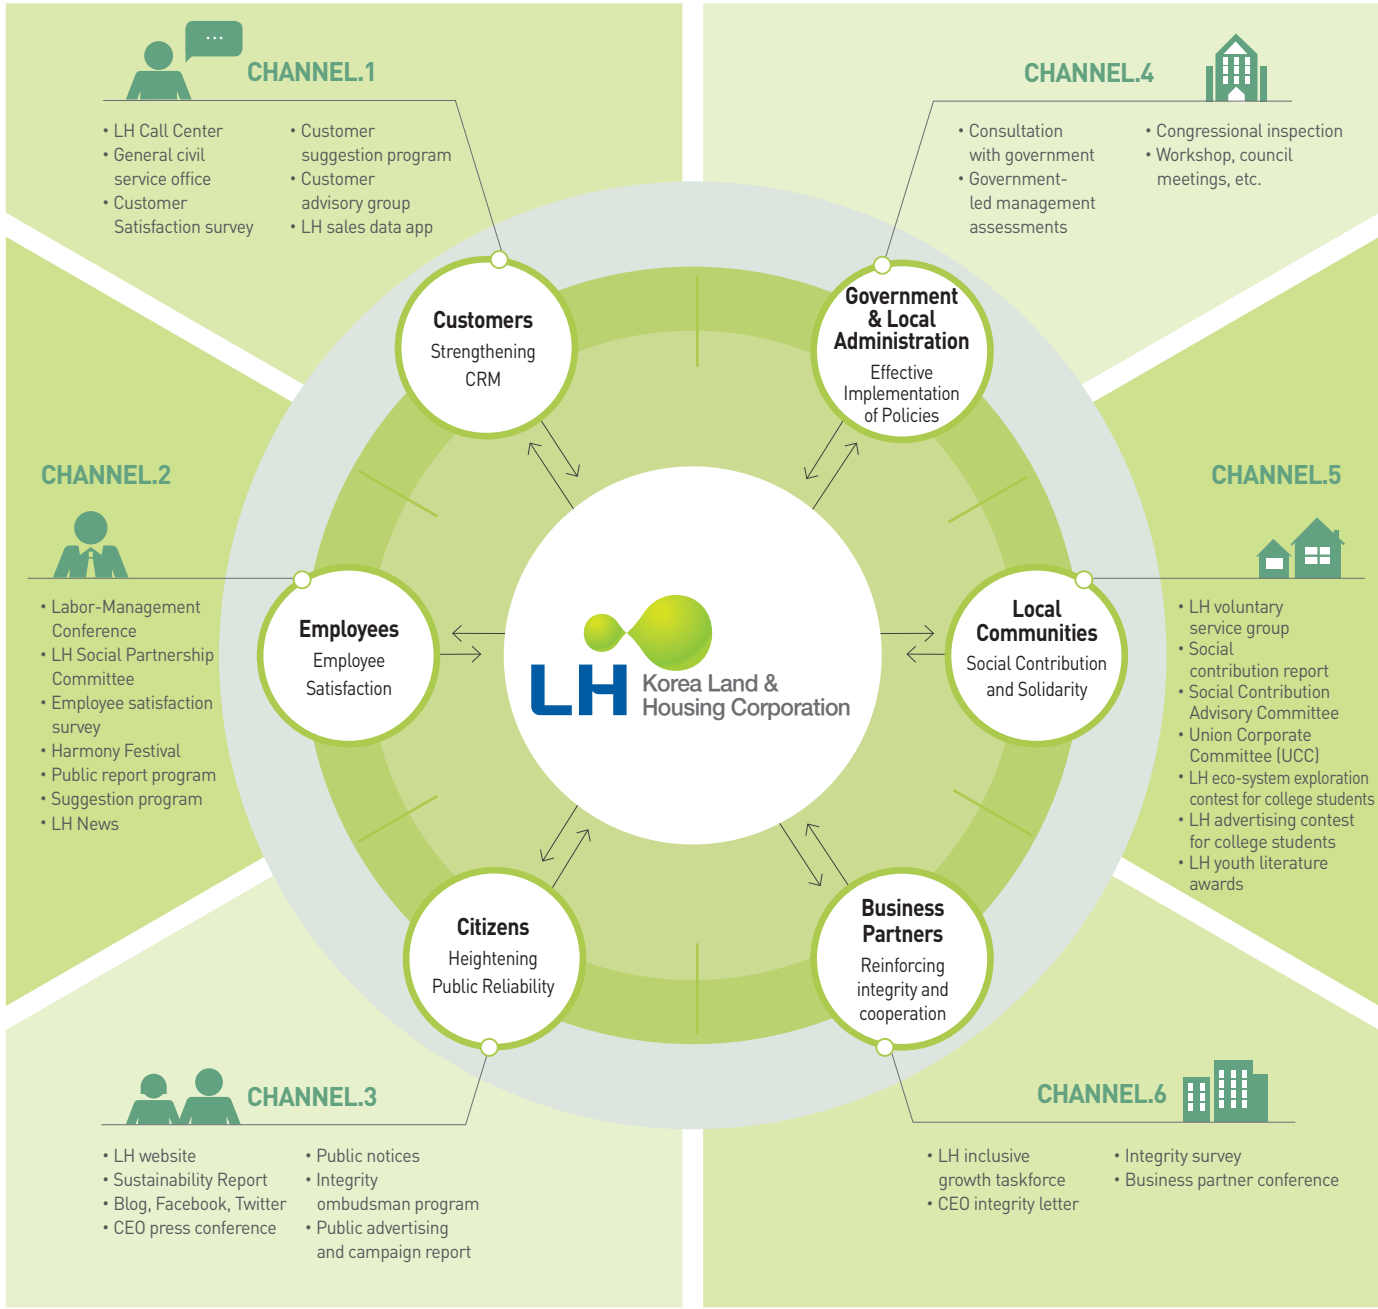 CHANNEL.1
• LH Call Center
• General civil
service office
• Customer
Satisfaction survey
• Customer
suggestion program
• Customer
advisory group
• LH sales data app
CHANNEL.4
• Consultation
with government
• Government-
led management
assessments
• Congressional inspection
• Workshop, council
meetings, etc.
Customers
Strengthening
CRM
Government
& Local
Administration
Effective
Implementation
of Policies
CHANNEL.2
• Labor-Management
Conference
• LH Social Partnership
Committee
• Employee satisfaction
survey
• Harmony Festival
• Public report program
• Suggestion program
• LH News
Employees
Employee
Satisfaction
LH Korea Land &
Housing Corporation
Local
Communities
Social Contribution
and Solidarity
CHANNEL.5
• LH voluntary
service group
• Social
contribution report
• Social Contribution
Advisory Committee
• Union Corporate
Committee (UCC)
• LH eco-system exploration
contest for college students
• LH advertising contest
for college students
• LH youth literature
awards
Citizens
Heightening
Public Reliability
Business
Partners
Reinforcing
integrity and
cooperation
CHANNEL.3
• LH website
• Sustainability Report
• Blog, Facebook, Twitter
• CEO press conference
• Public notices
• Integrity
ombudsman program
• Public advertising
and campaign report
CHANNEL.6
• LH inclusive
growth taskforce
• CEO integrity letter
• Integrity survey
• Business partner conference